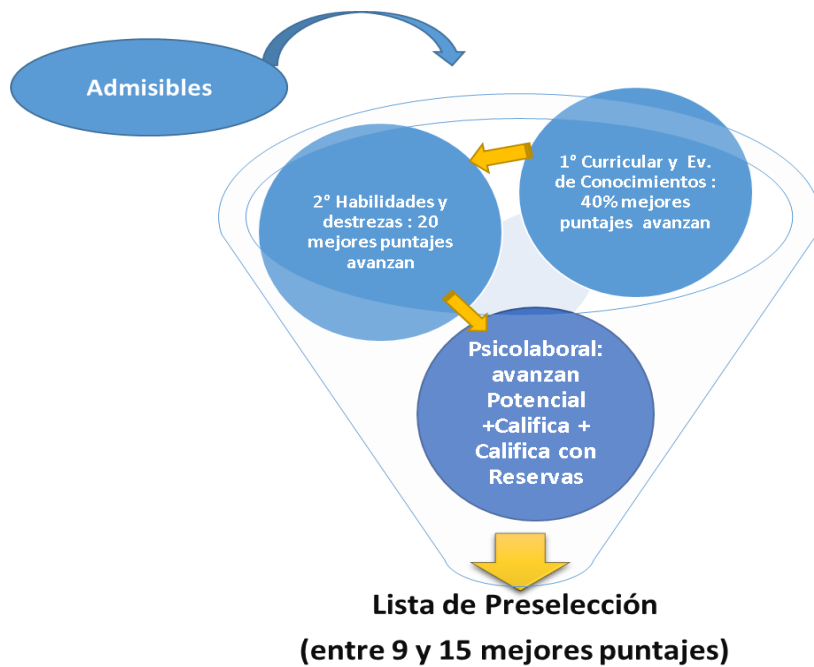 Admisibles
1° Curricular y Ev.
de Conocimientos :
40% mejores
puntajes avanzan
2° Habilidades y
destrezas : 20
mejores puntajes
avanzan
Psicolaboral:
avanzan
Potencial
+Califica +
Califica con
Reservas
Lista de Preselección
(entre 9 y 15 mejores puntajes)